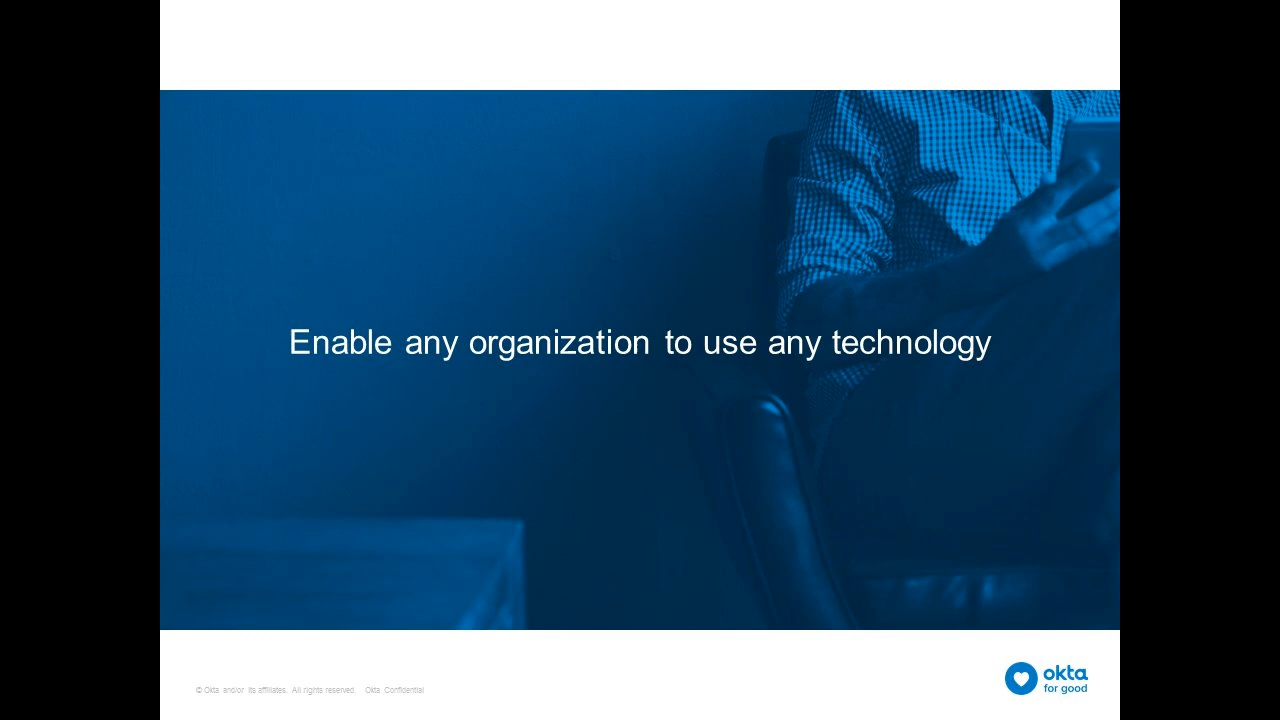 Enable any organization to use any technology
© Okta and/or its affiliates. All rights reserved. Okta Confidential
okta
for good